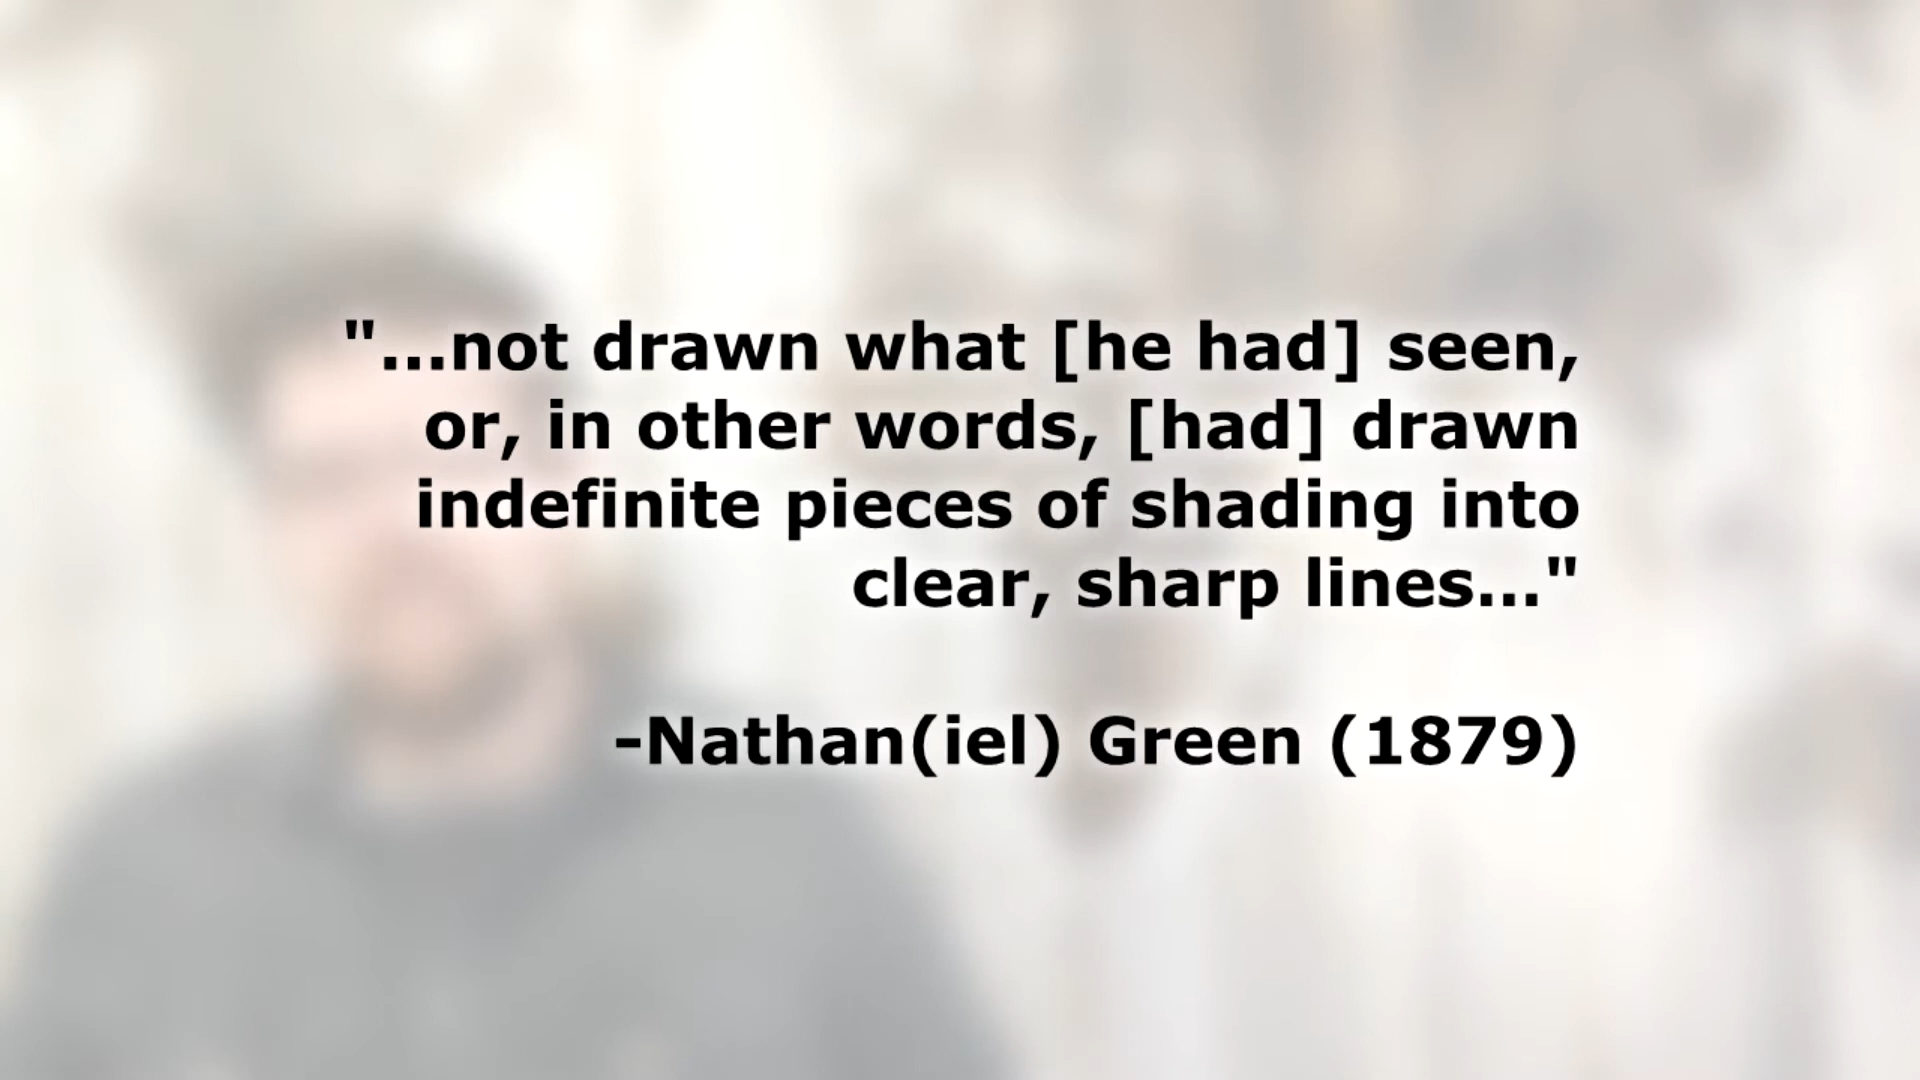 "...not drawn what [he had] seen,
or, in other words, [had] drawn
indefinite pieces of shading into
clear, sharp lines..."
-Nathan(iel) Green (1879)